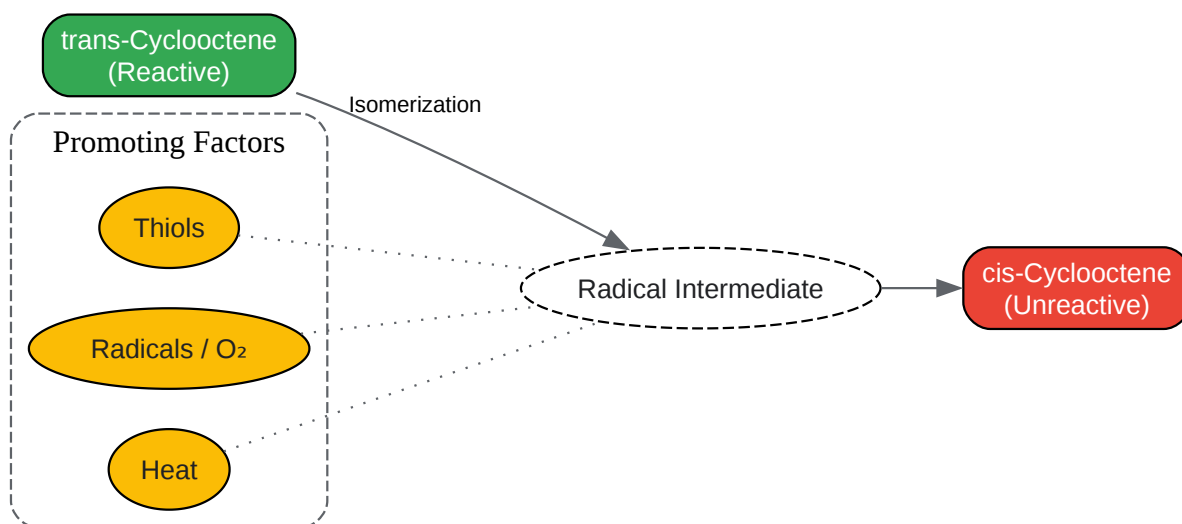 trans-Cyclooctene
(Reactive)
Isomerization
Promoting Factors
Thiols
Radicals / O₂
Heat
Radical Intermediate
cis-Cyclooctene
(Unreactive)